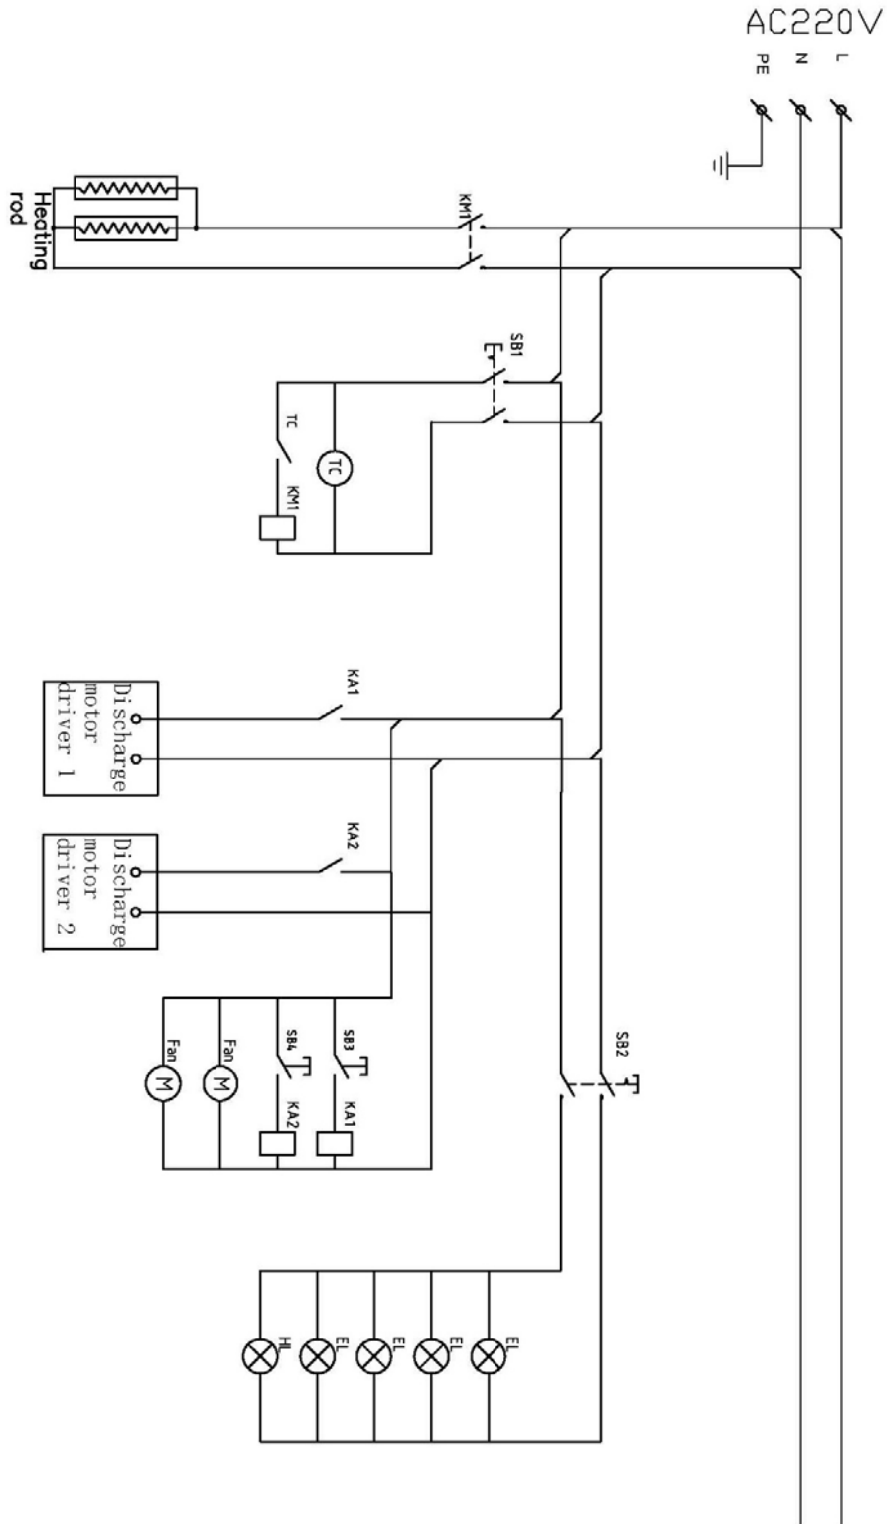 AC220V
L
N
PE
KM1
Heating
rod
SB1
TC
TC
KM1
KA1
Discharge
motor
driver 1
KA2
Discharge
motor
driver 2
SB2
SB3
SB4
Fan
Fan
M
M
KA1
KA2
EL
EL
EL
EL
HL